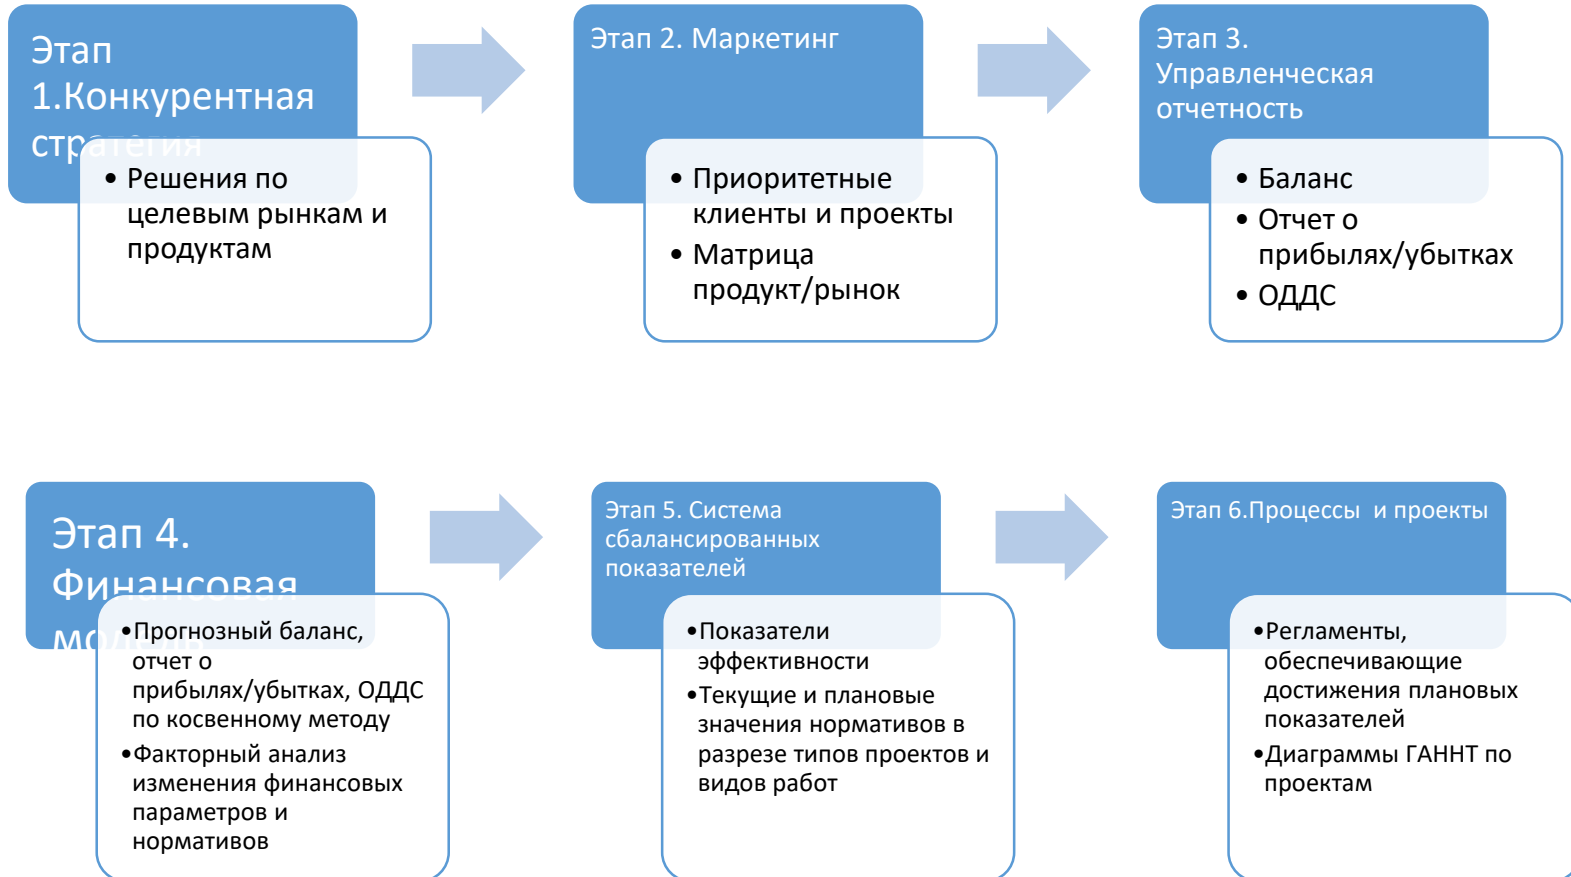 Этап
1.Конкурентная
стратегия
• Решения по
целевым рынкам и
продуктам
Этап 2. Маркетинг
• Приоритетные
клиенты и проекты
• Матрица
продукт/рынок
Этап 3.
Управленческая
отчетность
• Баланс
• Отчет о
прибылях/убытках
• ОДДС
Этап 4.
Финансовая
модель
•Прогнозный баланс,
отчет о
прибылях/убытках, ОДДС
по косвенному методу
•Факторный анализ
изменения финансовых
параметров и
нормативов
Этап 5. Система
сбалансированных
показателей
•Показатели
эффективности
•Текущие и плановые
значения нормативов в
разрезе типов проектов и
видов работ
Этап 6.Процессы  и проекты
•Регламенты,
обеспечивающие
достижения плановых
показателей
•Диаграммы ГАННТ по
проектам